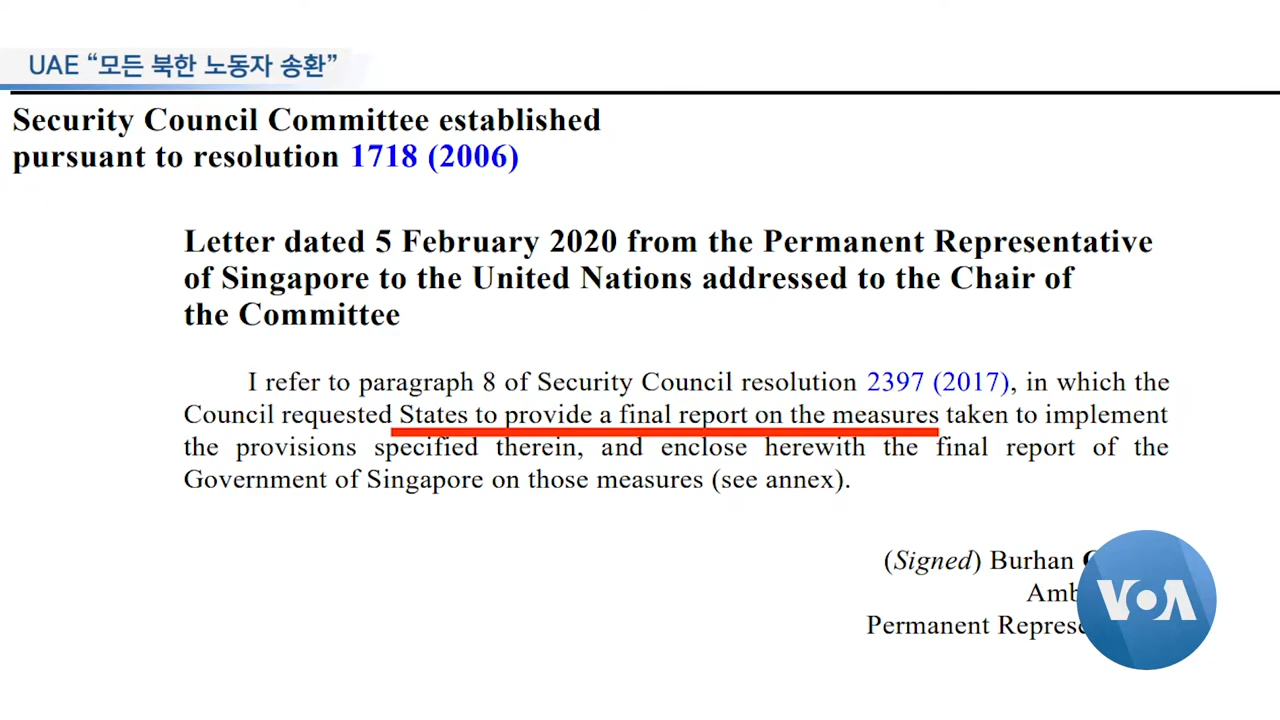 UAE “모든 북한 노동자 송환”
Security Council Committee established
pursuant to resolution 1718 (2006)
Letter dated 5 February 2020 from the Permanent Representative
of Singapore to the United Nations addressed to the Chair of
the Committee
I refer to paragraph 8 of Security Council resolution 2397 (2017), in which the
Council requested States to provide a final report on the measures taken to implement
the provisions specified therein, and enclose herewith the final report of the
Government of Singapore on those measures (see annex).
(Signed) Burhan
Permanent
VOA